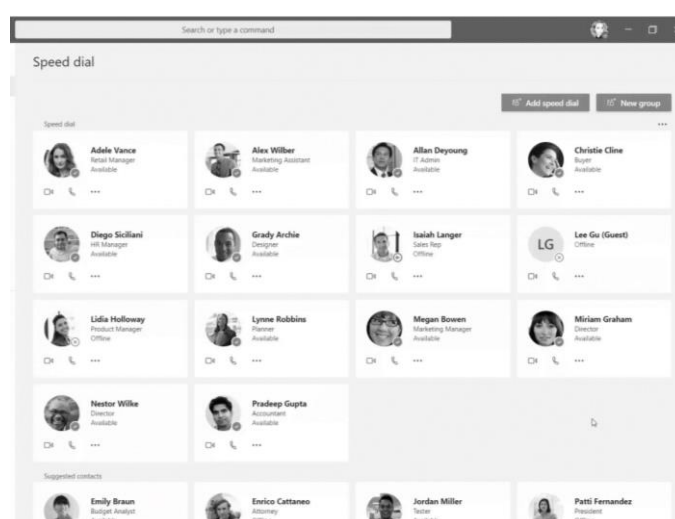 Search or type a command
Speed dial
Add speed dial
New group
Speed dial
Adele Vance
Retail Manager
Available
Alex Wilber
Marketing Assistant
Available
Allan Deyoung
IT Admin
Available
Christie Cline
Buyer
Available
Diego Siciliani
HR Manager
Available
Grady Archie
Designer
Available
Isaiah Langer
Sales Rep
Offline
LG
Lee Gu (Guest)
Offline
Lidia Holloway
Product Manager
Offline
Lynne Robbins
Planner
Available
Megan Bowen
Marketing Manager
Available
Miriam Graham
Director
Available
Nestor Wilke
Director
Available
Pradeep Gupta
Accountant
Available
Suggested contacts
Emily Braun
Budget Analyst
Enrico Cattaneo
Attorney
Jordan Miller
Tester
Patti Fernandez
President